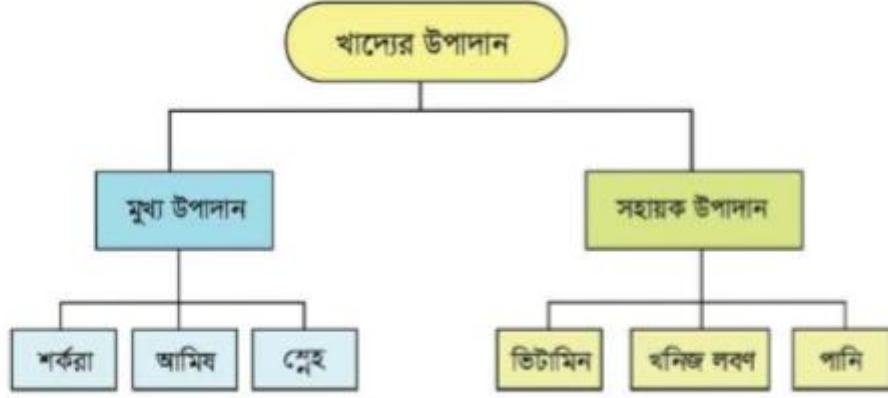 খাদ্যের উপাদান
মুখ্য উপাদান
সহায়ক উপাদান
শর্করা
আমিষ
স্নেহ
ভিটামিন
খনিজ লবণ
পানি